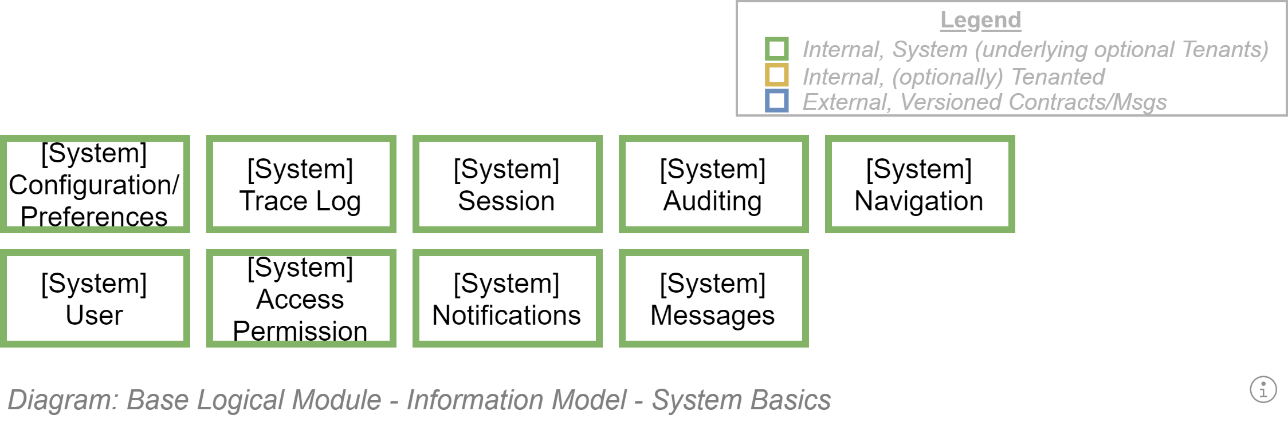 Legend
Internal, System (underlying optional Tenants)
Internal, (optionally) Tenanted
External, Versioned Contracts/Msgs
[System]
Configuration/
Preferences
[System]
Trace Log
[System]
Session
[System]
Auditing
[System]
Navigation
[System]
User
[System]
Access
Permission
[System]
Notifications
[System]
Messages
Diagram: Base Logical Module - Information Model - System Basics
i